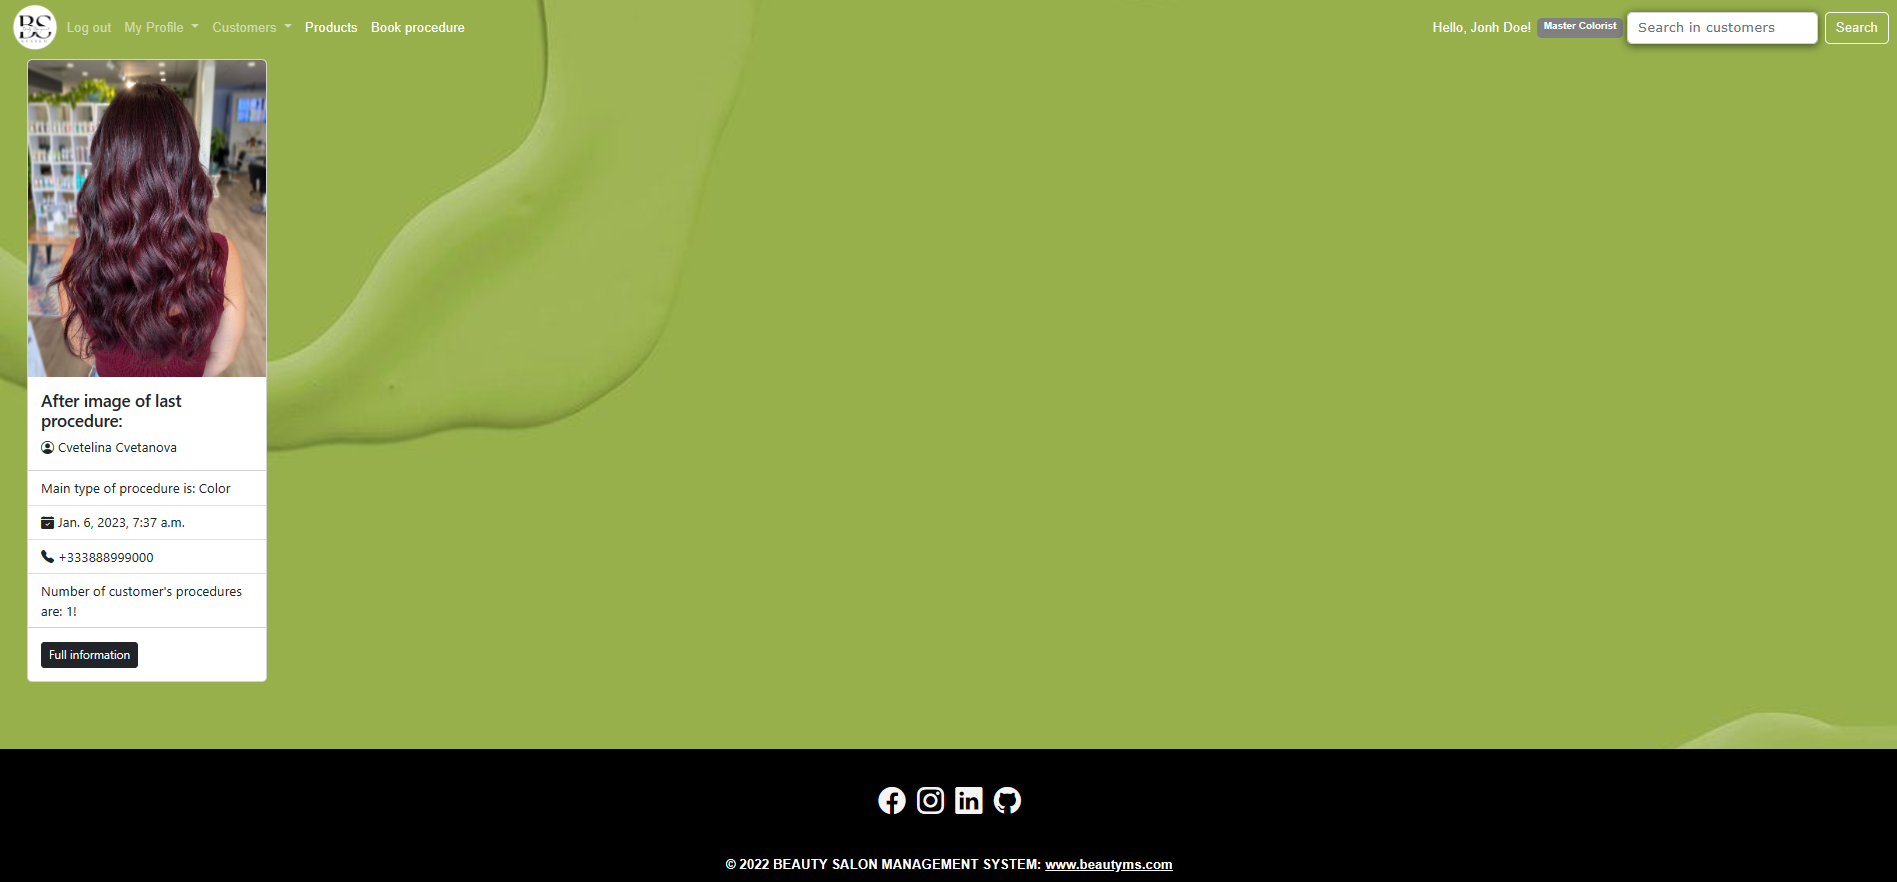 BS
Log out My Profile Customers Products Book procedure
Hello, Jonh Doe! Master Colorist Search in customers Search
After image of last
procedure:
Cvetelina Cvetanova
Main type of procedure is: Color
Jan. 6, 2023, 7:37 a.m.
+333888999000
Number of customer's procedures
are: 1!
Full information
© 2022 BEAUTY SALON MANAGEMENT SYSTEM: www.beautyms.com